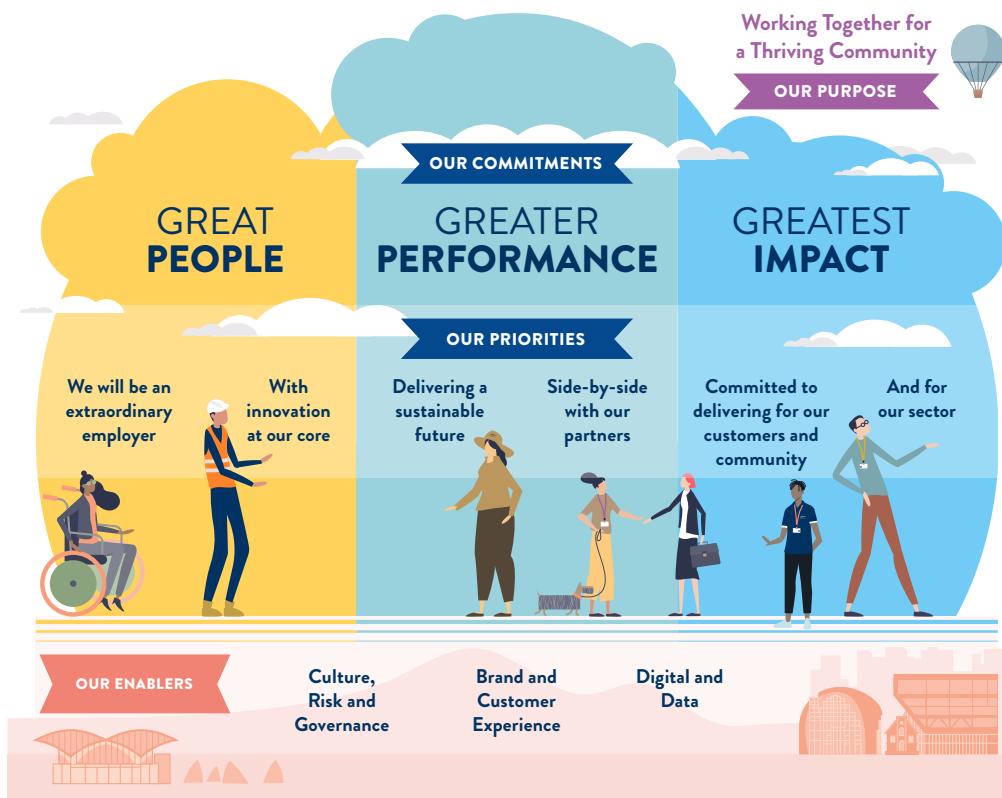 Working Together for
a Thriving Community
OUR PURPOSE
OUR COMMITMENTS
GREAT
PEOPLE
GREATER
PERFORMANCE
GREATEST
IMPACT
OUR PRIORITIES
We will be an
extraordinary
employer
With
innovation
at our core
Delivering a
sustainable
future
Side-by-side
with our
partners
Committed to
delivering for our
customers and
community
And for
our sector
OUR ENABLERS
Culture,
Risk and
Governance
Brand and
Customer
Experience
Digital and
Data